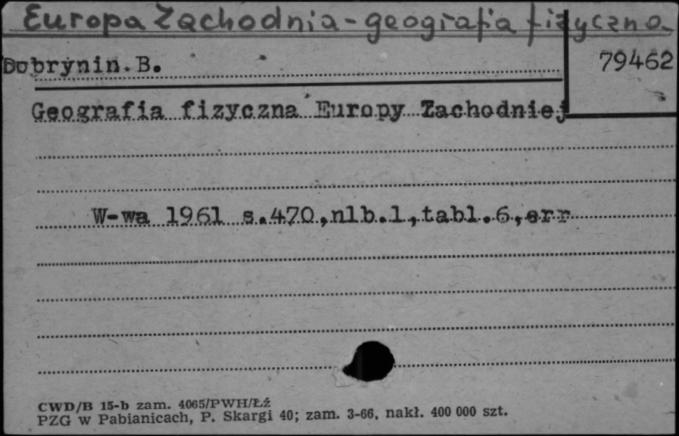 Europa Zachodnia - geografia fizyczna
Dobrynin. B.
79462
Geografia fizyczna Europy Zachodniej
W-wa 1961 s.470,nlb.1,tabl.6,err
CWD/B 15-b zam. 4065/PWH/Łź
PZG w Pabianicach, P. Skargi 40; zam. 3-66, nakł. 400 000 szt.